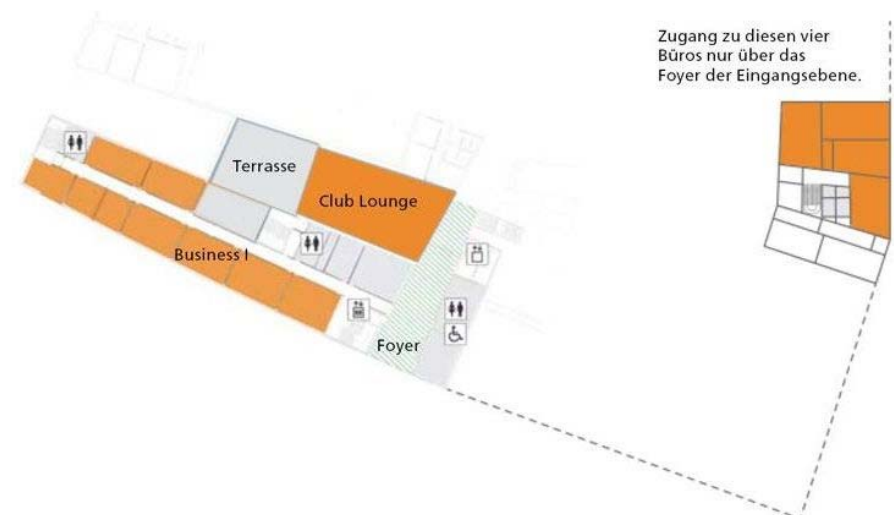 Zugang zu diesen vier
Büros nur über das
Foyer der Eingangsebene.
Terrasse
Club Lounge
Business I
Foyer